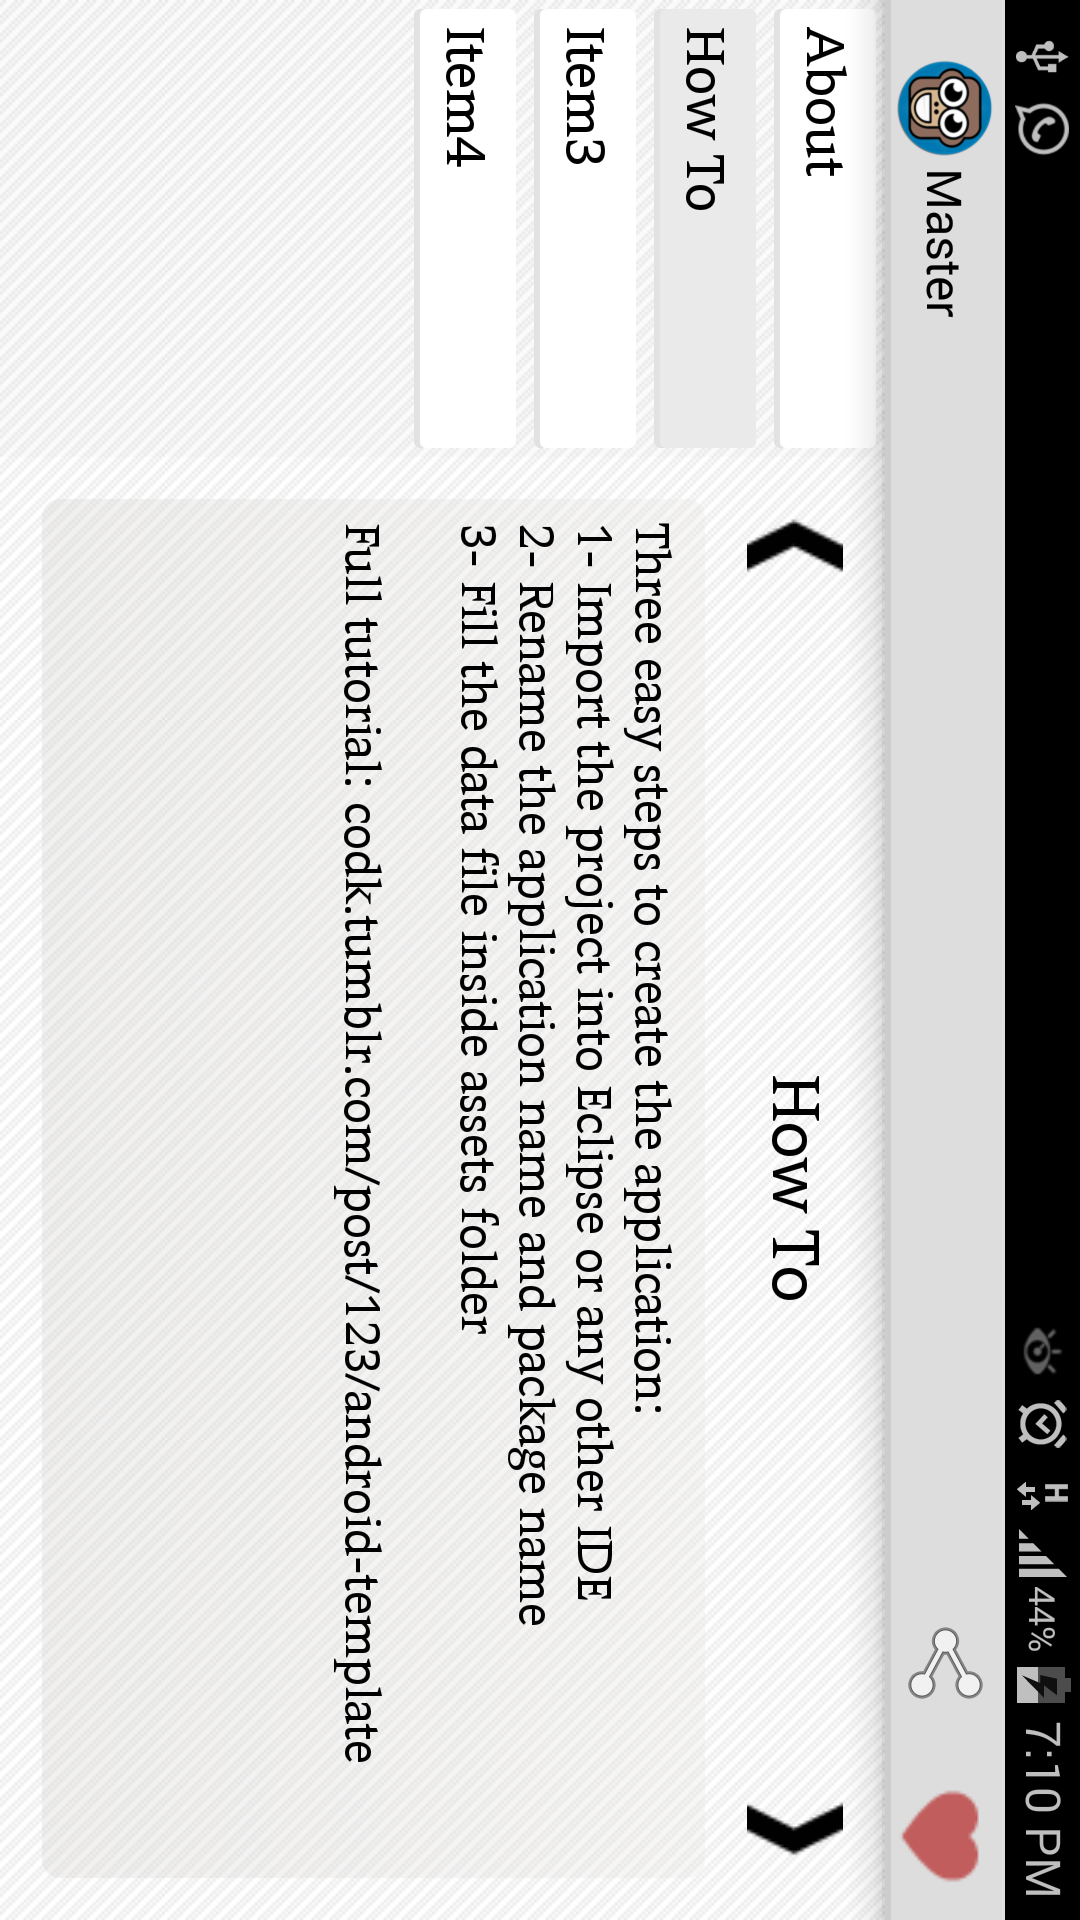 H
44%
7:10 PM
Master
About
How To
Item3
Item4
How To
Three easy steps to create the application:
1- Import the project into Eclipse or any other IDE
2- Rename the application name and package name
3- Fill the data file inside assets folder
Full tutorial: codk.tumblr.com/post/123/android-template